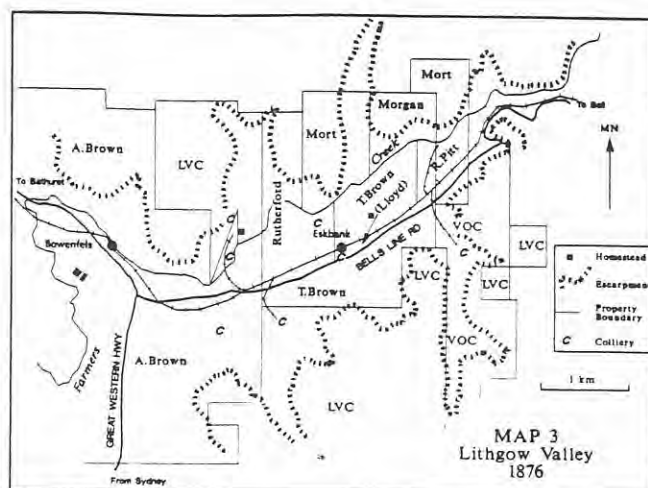 Mort
To Bell
Morgan
MN
A.Brown
LVC
Mort
Creek
R. Pitt
To Bathurst
Rutherford
T.Brown
(Lloyd)
Bowenfels
C
C
C
Eskbank
C
C
BELLS LINE RD
VOC
C
LVC
Homestead
Escarpment
Property
Boundary
C Colliery
LVC
LVC
T.Brown
C
C
VOC
Farmers
A.Brown
GREAT WESTERN HWY
LVC
1 km
MAP 3
Lithgow Valley
1876
From Sydney